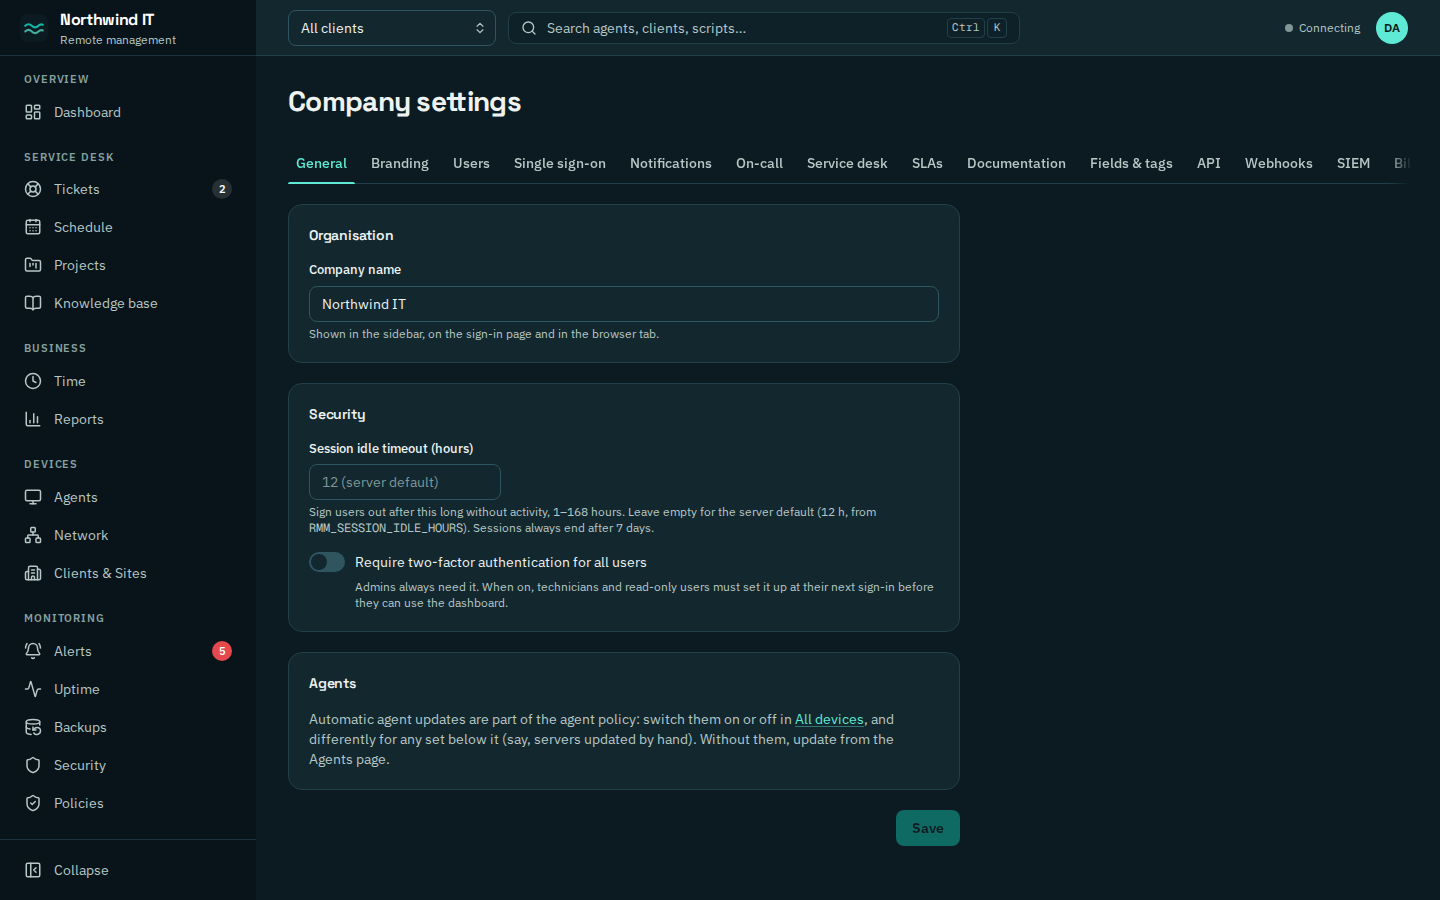 Northwind IT
Remote management
All clients
Search agents, clients, scripts...
Ctrl K
Connecting
DA
OVERVIEW
Dashboard
SERVICE DESK
Tickets 2
Schedule
Projects
Knowledge base
BUSINESS
Time
Reports
DEVICES
Agents
Network
Clients & Sites
MONITORING
Alerts 5
Uptime
Backups
Security
Policies
Collapse
Company settings
General Branding Users Single sign-on Notifications On-call Service desk SLAs Documentation Fields & tags API Webhooks SIEM
Organisation
Company name
Northwind IT
Shown in the sidebar, on the sign-in page and in the browser tab.
Security
Session idle timeout (hours)
12 (server default)
Sign users out after this long without activity, 1–168 hours. Leave empty for the server default (12 h, from
RMM_SESSION_IDLE_HOURS). Sessions always end after 7 days.
Require two-factor authentication for all users
Admins always need it. When on, technicians and read-only users must set it up at their next sign-in before
they can use the dashboard.
Agents
Automatic agent updates are part of the agent policy: switch them on or off in All devices, and
differently for any set below it (say, servers updated by hand). Without them, update from the
Agents page.
Save